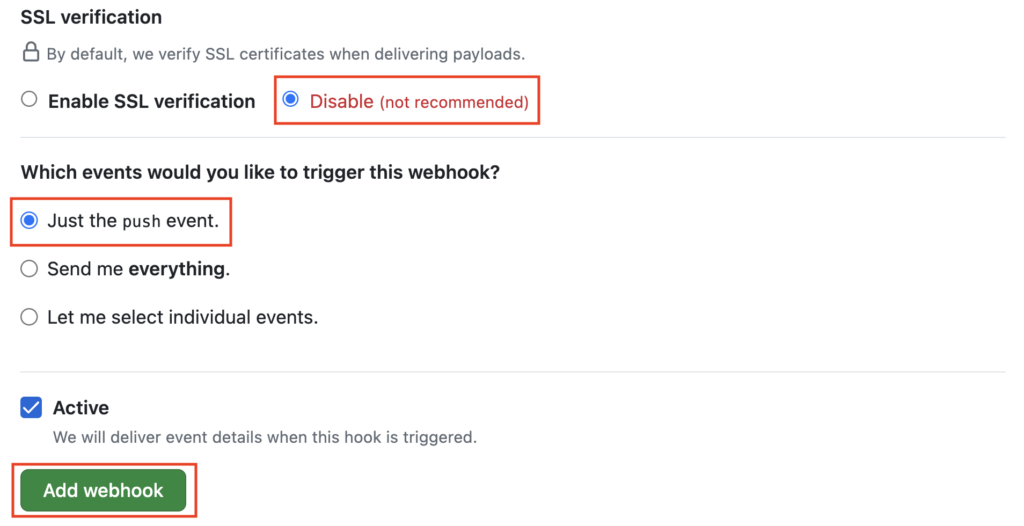 SSL verification
By default, we verify SSL certificates when delivering payloads.
Enable SSL verification Disable (not recommended)
Which events would you like to trigger this webhook?
Just the push event.
Send me everything.
Let me select individual events.
Active
We will deliver event details when this hook is triggered.
Add webhook